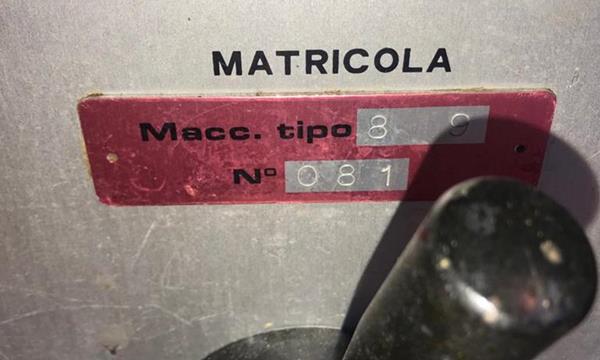 MATRICOLA
Macc. tipo 8 9
Nº 081